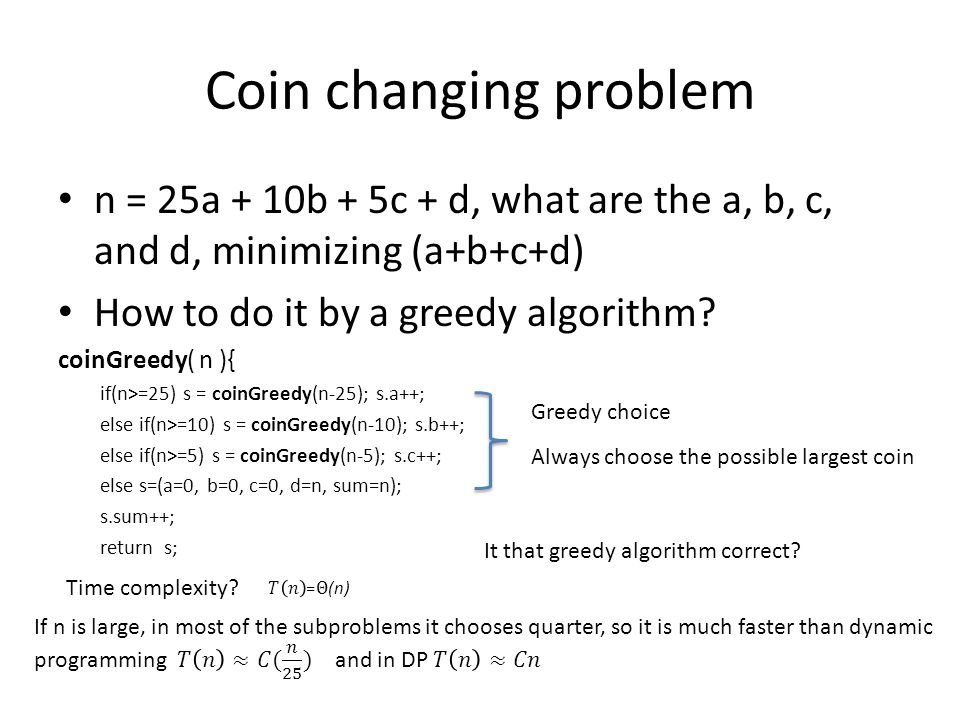 Coin changing problem
• n = 25a + 10b + 5c + d, what are the a, b, c,
and d, minimizing (a+b+c+d)
• How to do it by a greedy algorithm?
coinGreedy( n ){
if(n>=25) s = coinGreedy(n-25); s.a++;
else if(n>=10) s = coinGreedy(n-10); s.b++;
else if(n>=5) s = coinGreedy(n-5); s.c++;
else s=(a=0, b=0, c=0, d=n, sum=n);
s.sum++;
return s;
Greedy choice
Always choose the possible largest coin
It that greedy algorithm correct?
Time complexity? T(n)=Θ(n)
If n is large, in most of the subproblems it chooses quarter, so it is much faster than dynamic
programming T(n) ≈ C(n/25) and in DP T(n) ≈ Cn